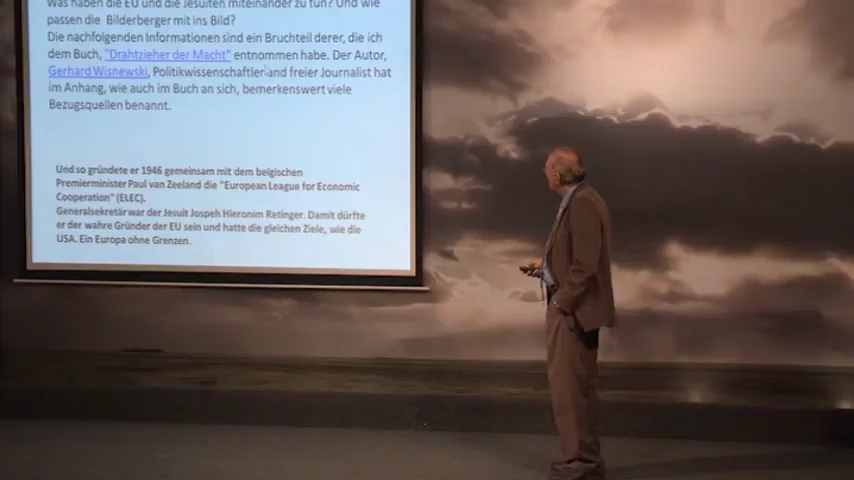 Was haben die EU und die Jesuiten miteinander zu tun? Und wie
passen die Bilderberger mit ins Bild?
Die nachfolgenden Informationen sind ein Bruchteil derer, die ich
dem Buch, "Drahtzieher der Macht" entnommen habe. Der Autor,
Gerhard Wisnewski, Politikwissenschaftler und freier Journalist hat
im Anhang, wie auch im Buch an sich, bemerkenswert viele
Bezugsquellen benannt.
Und so gründete er 1946 gemeinsam mit dem belgischen
Premierminister Paul van Zeeland die "European League for Economic
Cooperation" (ELEC).
Generalsekretär war der Jesuit Jospeh Hieronim Retinger. Damit dürfte
er der wahre Gründer der EU sein und hatte die gleichen Ziele, wie die
USA. Ein Europa ohne Grenzen.